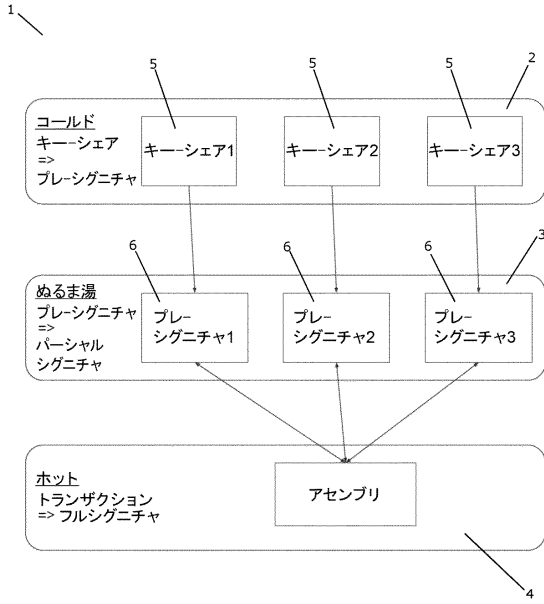 1
5
5
5
2
コールド
キー-シェア
=>
プレ-シグニチャ
キー-シェア1
キー-シェア2
キー-シェア3
6
6
6
3
ぬるま湯
プレーシグニチャ
=>
パーシャル
シグニチャ
プレ-
シグニチャ1
プレ-
シグニチャ2
プレ-
シグニチャ3
ホット
トランザクション
=> フルシグニチャ
アセンブリ
4